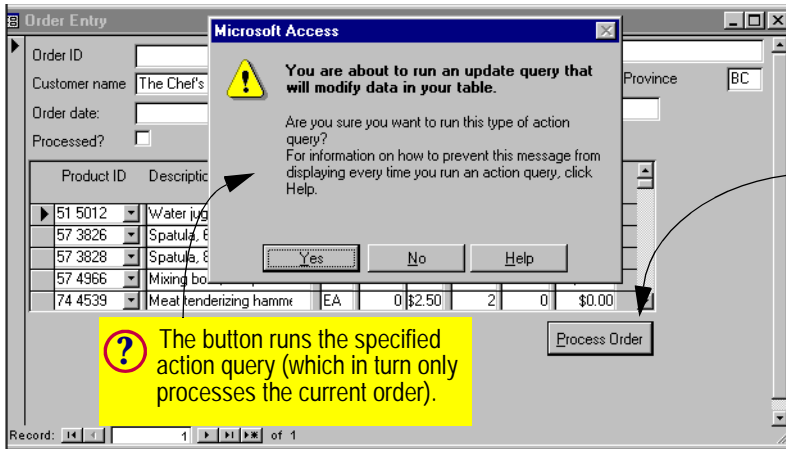 Order Entry
Microsoft Access
Order ID
Customer name The Chef's
Province BC
Order date:
Processed?
You are about to run an update query that
will modify data in your table.
Are you sure you want to run this type of action
query?
For information on how to prevent this message from
displaying every time you run an action query, click
Help.
Yes No Help
Product ID
51 5012 Water jug
57 3826 Spatula,
57 3828 Spatula,
57 4966 Mixing
74 4539 Meat tenderizing EA 0 $2.50 2 0 $0.00
? The button runs the specified
action query (which in turn only
processes the current order).
Process Order
Record: 1 of 1